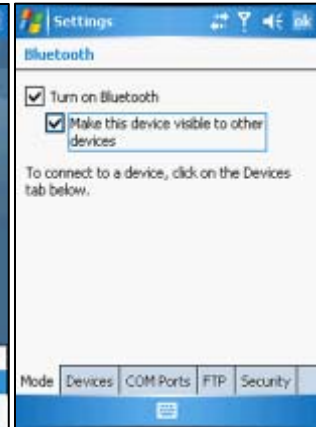 Settings
ok
Bluetooth
Turn on Bluetooth
Make this device visible to other
devices
To connect to a device, click on the Devices
tab below.
Mode Devices COM Ports FTP Security